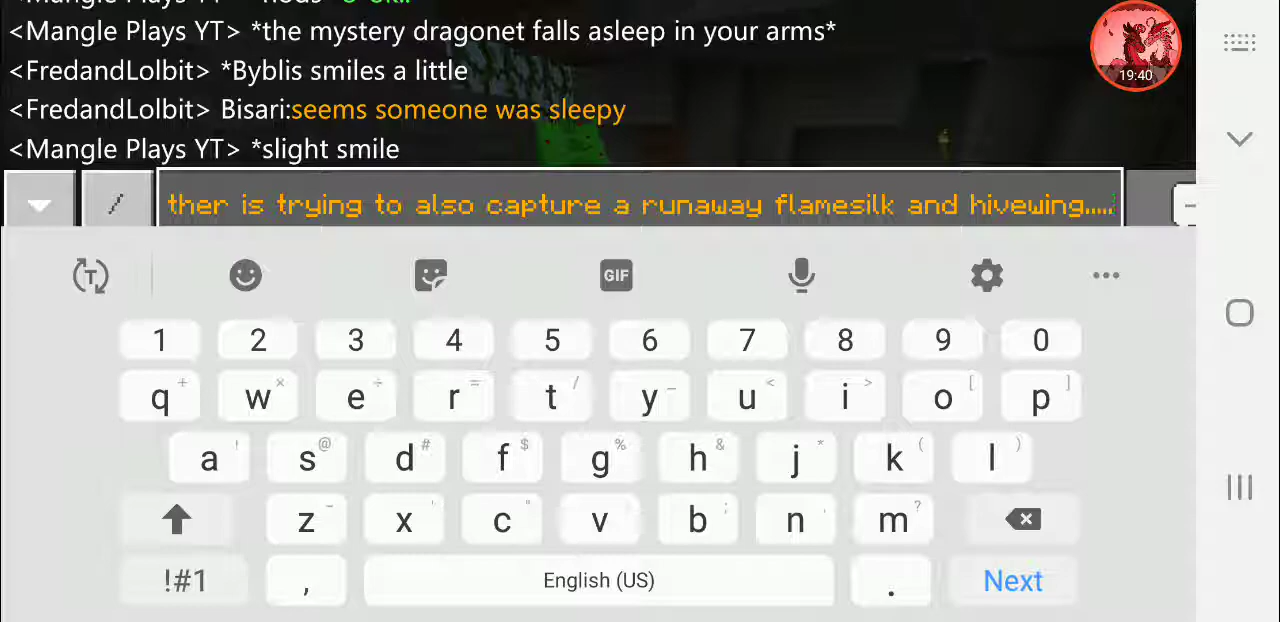 <Mangle Plays YT> *the mystery dragonet falls asleep in your arms*
<FredandLolbit> *Byblis smiles a little
<FredandLolbit> Bisari:seems someone was sleepy
<Mangle Plays YT> *slight smile
19:40
/ ther is trying to also capture a runaway flamesilk and hivewing.....
T GIF
1 2 3 4 5 6 7 8 9 0
q + w × e ÷ r = t / y _ u < i > o [ p ]
a ! s @ d # f $ g % h & j * k ( l )
z - x ' c " v b ; n , m ?
!#1 , English (US) . Next